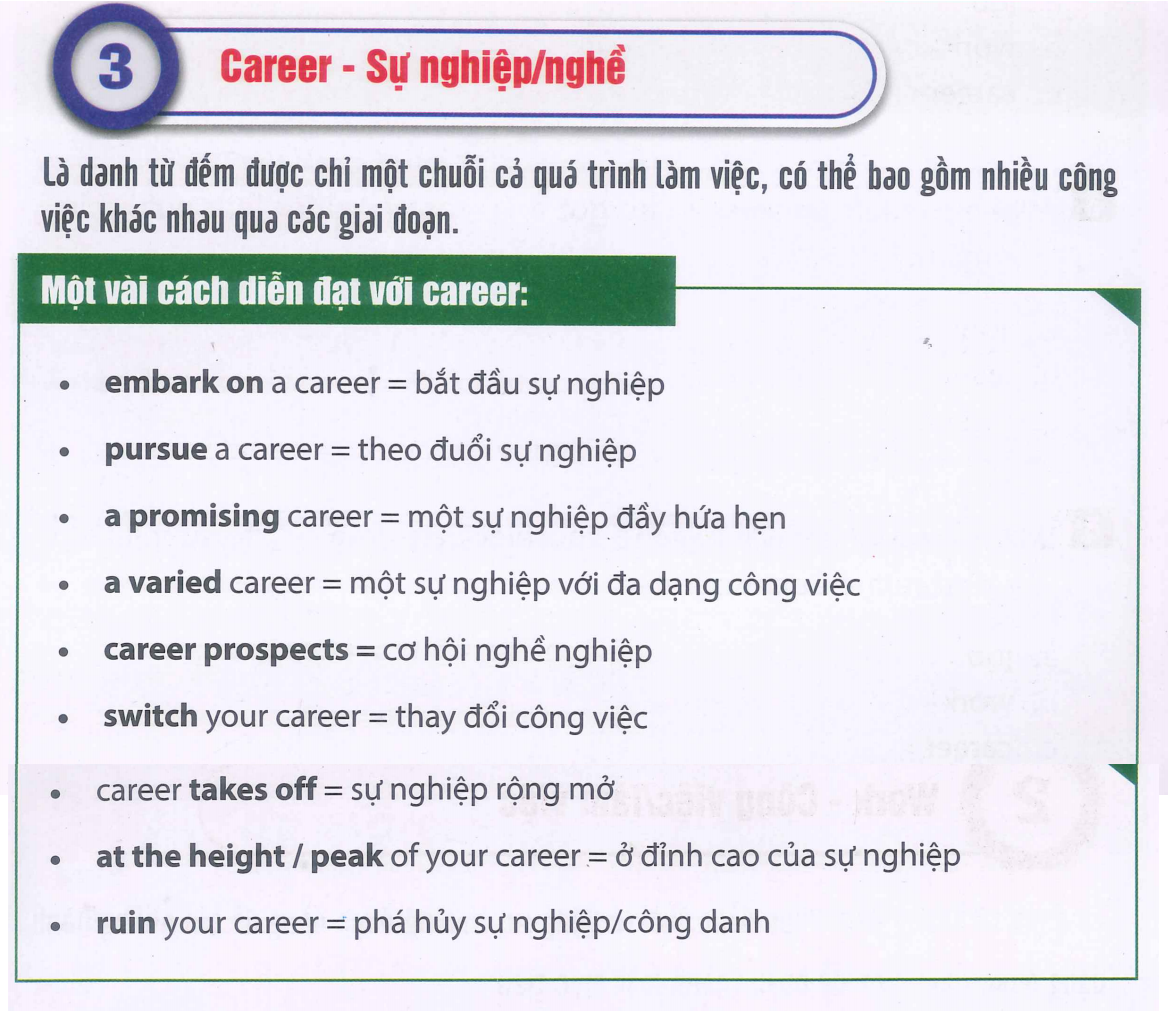 3
Career - Sự nghiệp/nghề
Là danh từ đếm được chỉ một chuỗi cả quá trình làm việc, có thể bao gồm nhiều công
việc khác nhau qua các giai đoạn.
Một vài cách diễn đạt với career:
• embark on a career = bắt đầu sự nghiệp
• pursue a career = theo đuổi sự nghiệp
• a promising career = một sự nghiệp đầy hứa hẹn
• a varied career = một sự nghiệp với đa dạng công việc
• career prospects = cơ hội nghề nghiệp
• switch your career = thay đổi công việc
• career takes off = sự nghiệp rộng mở
• at the height / peak of your career = ở đỉnh cao của sự nghiệp
• ruin your career = phá hủy sự nghiệp/công danh